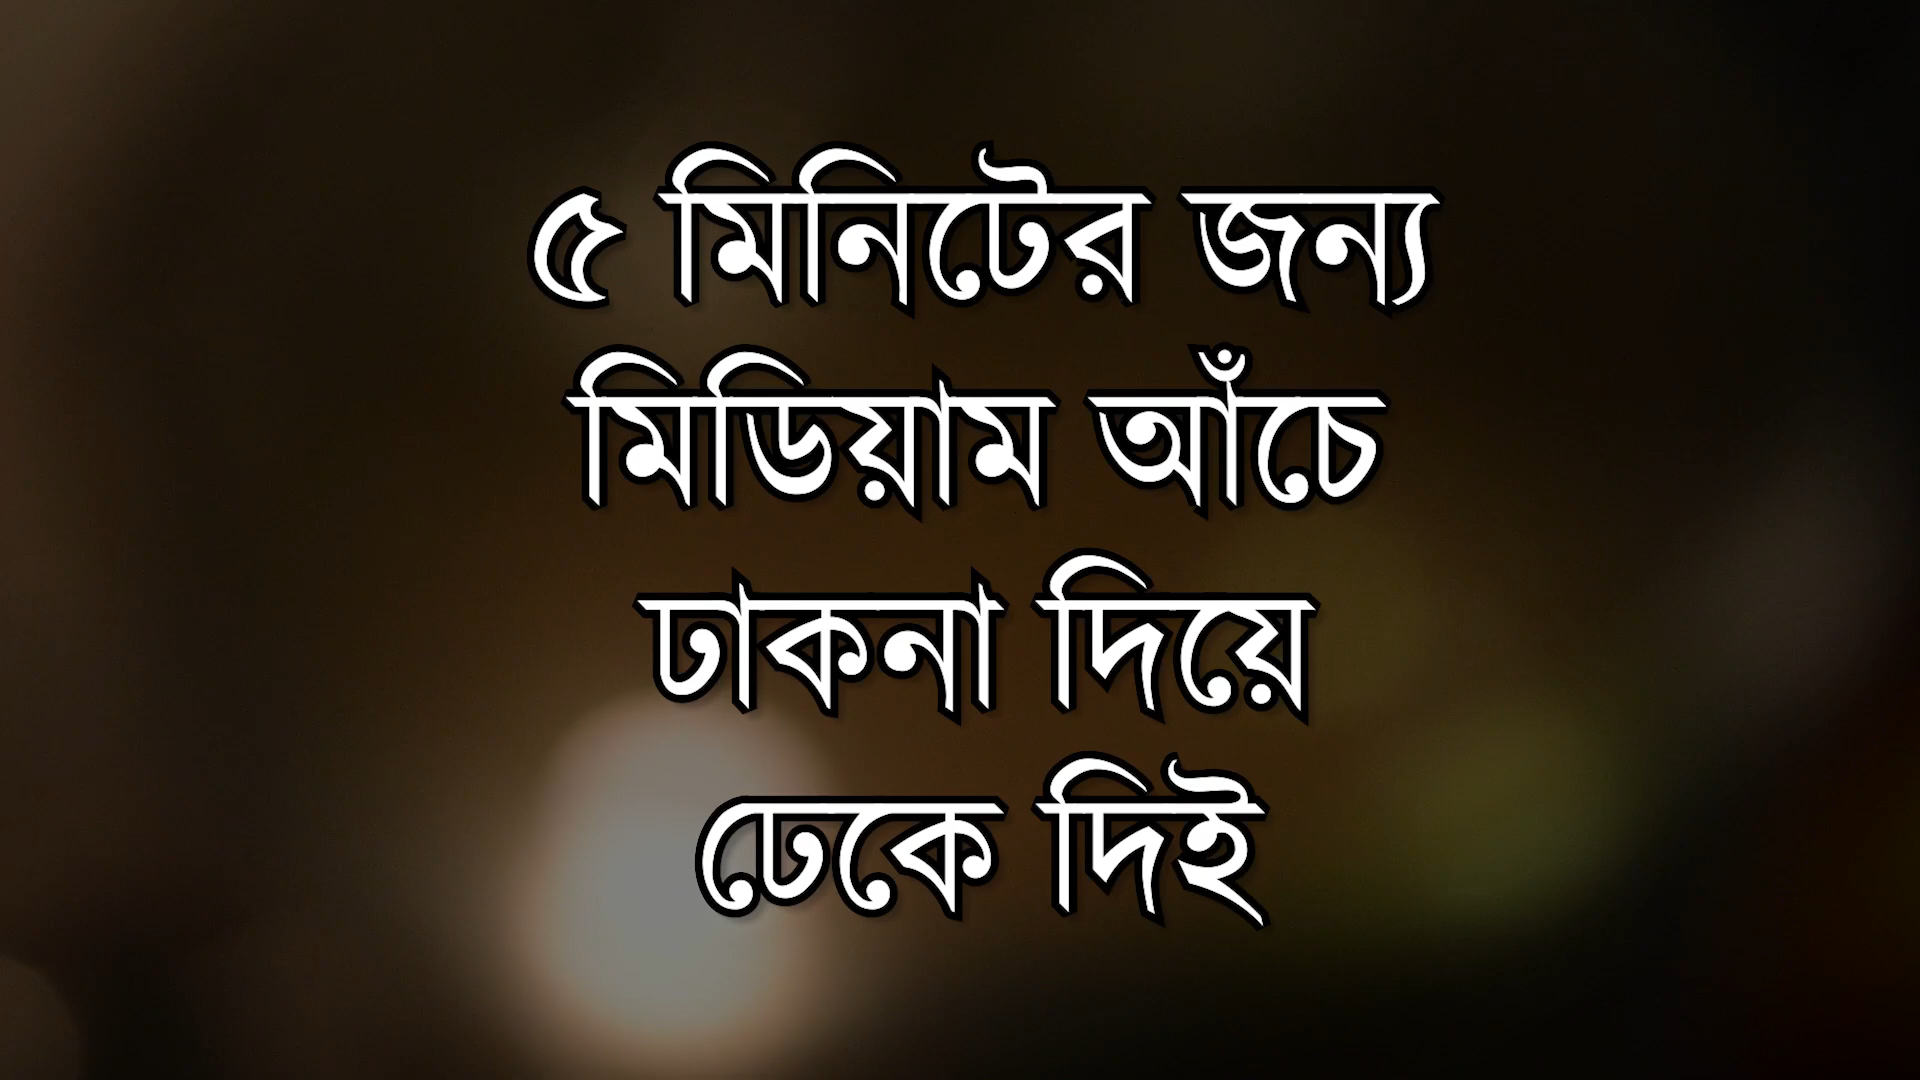 ৫ মিনিটের জন্য
মিডিয়াম আঁচে
ঢাকনা দিয়ে
ঢেকে দিই